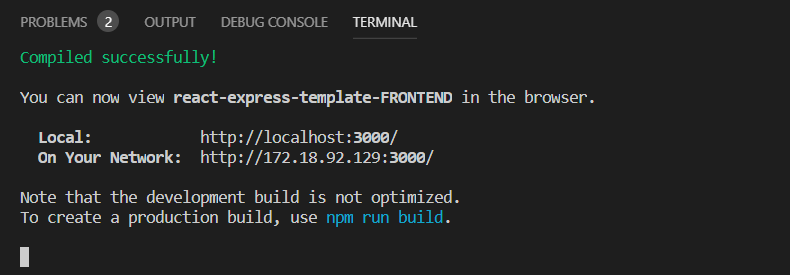 PROBLEMS 2 OUTPUT DEBUG CONSOLE TERMINAL
Compiled successfully!
You can now view react-express-template-FRONTEND in the browser.
Local: http://localhost:3000/
On Your Network: http://172.18.92.129:3000/
Note that the development build is not optimized.
To create a production build, use npm run build.